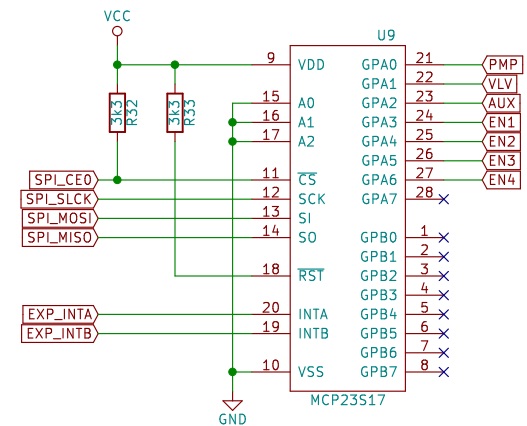 VCC
U9
9 VDD GPA0 21 PMP
GPA1 22 VLV
3k3 R32 3k3 R33 15 A0 GPA2 23 AUX
16 A1 GPA3 24 EN1
17 A2 GPA4 25 EN2
GPA5 26 EN3
SPI_CE0 11 CS GPA6 27 EN4
SPI_SLCK 12 SCK GPA7 28
SPI_MOSI 13 SI
SPI_MISO 14 SO GPB0 1
GPB1 2
18 RST GPB2 3
GPB3 4
EXP_INTA 20 INTA GPB4 5
EXP_INTB 19 INTB GPB5 6
GPB6 7
10 VSS GPB7 8
MCP23S17
GND